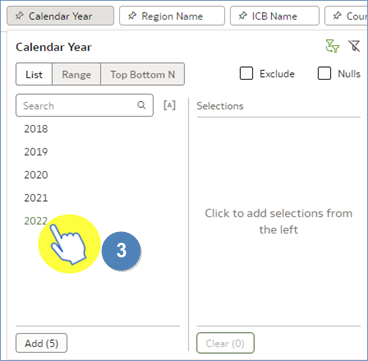 Calendar Year Region Name ICB Name Cou
Calendar Year
List Range Top Bottom N Exclude Nulls
Search [A] Selections
2018
2019
2020
2021
2022
3
Click to add selections from
the left
Add (5) Clear (0)